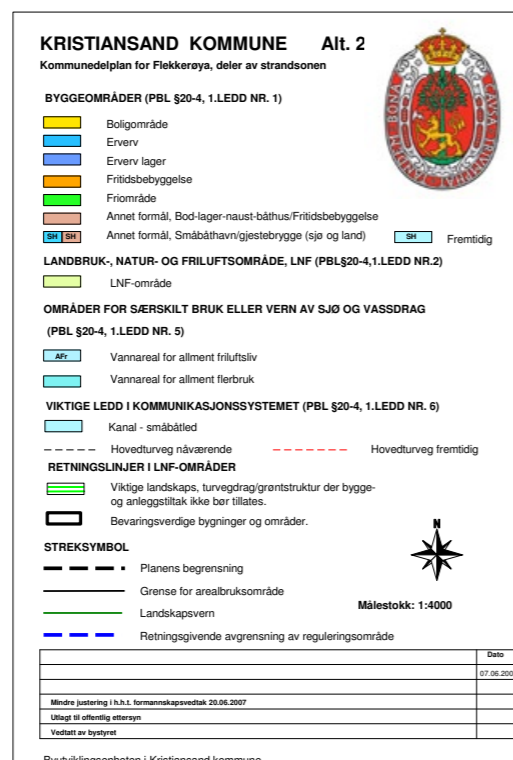 KRISTIANSAND KOMMUNE Alt. 2
Kommunedelplan for Flekkerøya, deler av strandsonen
BYGGEOMRÅDER (PBL §20-4, 1.LEDD NR. 1)
Boligområde
Erverv
Erverv lager
Fritidsbebyggelse
Friområde
Annet formål, Bod-lager-naust-båthus/Fritidsbebyggelse
SH SH Annet formål, Småbåthavn/gjestebrygge (sjø og land) SH Fremtidig
LANDBRUK-, NATUR- OG FRILUFTSOMRÅDE, LNF (PBL§20-4,1.LEDD NR.2)
LNF-område
OMRÅDER FOR SÆRSKILT BRUK ELLER VERN AV SJØ OG VASSDRAG
(PBL §20-4, 1.LEDD NR. 5)
AFr Vannareal for allment friluftsliv
Vannareal for allment flerbruk
VIKTIGE LEDD I KOMMUNIKASJONSSYSTEMET (PBL §20-4, 1.LEDD NR. 6)
Kanal - småbåtled
Hovedturveg nåværende Hovedturveg fremtidig
RETNINGSLINJER I LNF-OMRÅDER
Viktige landskaps, turvegdrag/grøntstruktur der bygge-
og anleggstiltak ikke bør tillates.
Bevaringsverdige bygninger og områder.
STREKSYMBOL
N
Planens begrensning
Grense for arealbruksområde
Målestokk: 1:4000
Landskapsvern
Retningsgivende avgrensning av reguleringsområde
Dato
07.06.200
Mindre justering i h.h.t. formannskapsvedtak 20.06.2007
Utlagt til offentlig ettersyn
Vedtatt av bystyret